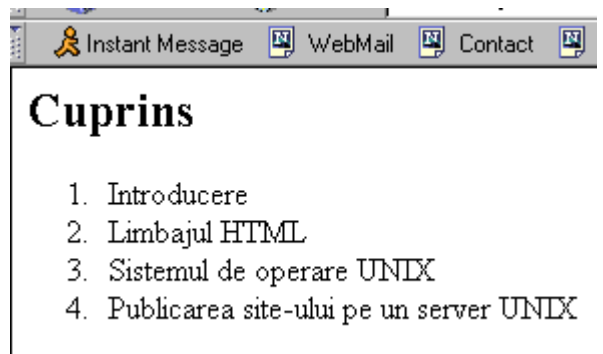 Instant Message WebMail Contact
Cuprins
1. Introducere
2. Limbajul HTML
3. Sistemul de operare UNIX
4. Publicarea site-ului pe un server UNIX